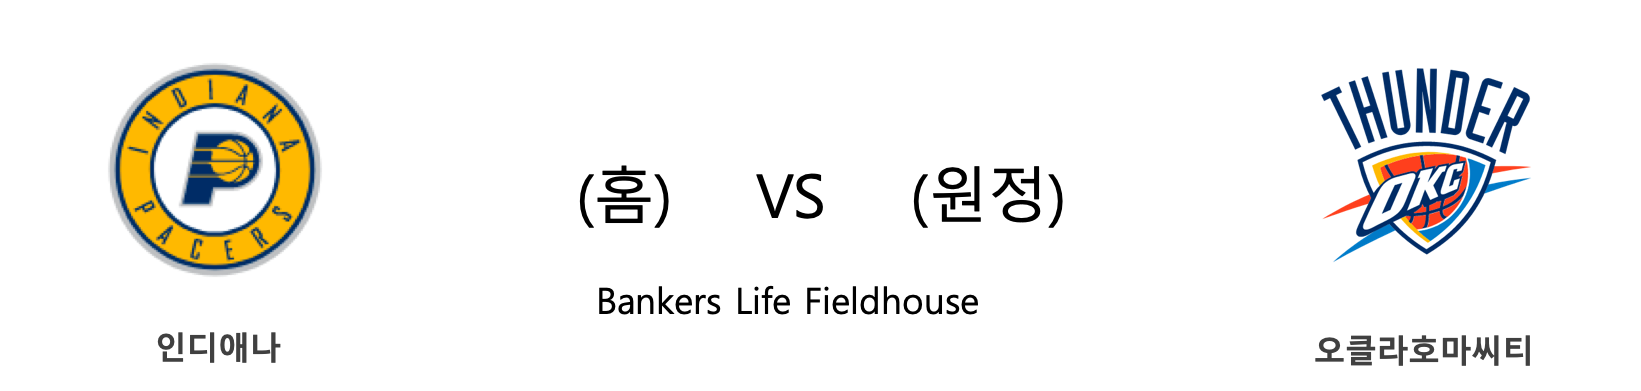 INDIANA
PACERS
THUNDER
OKC
(홈) VS (원정)
Bankers Life Fieldhouse
인디애나
오클라호마씨티